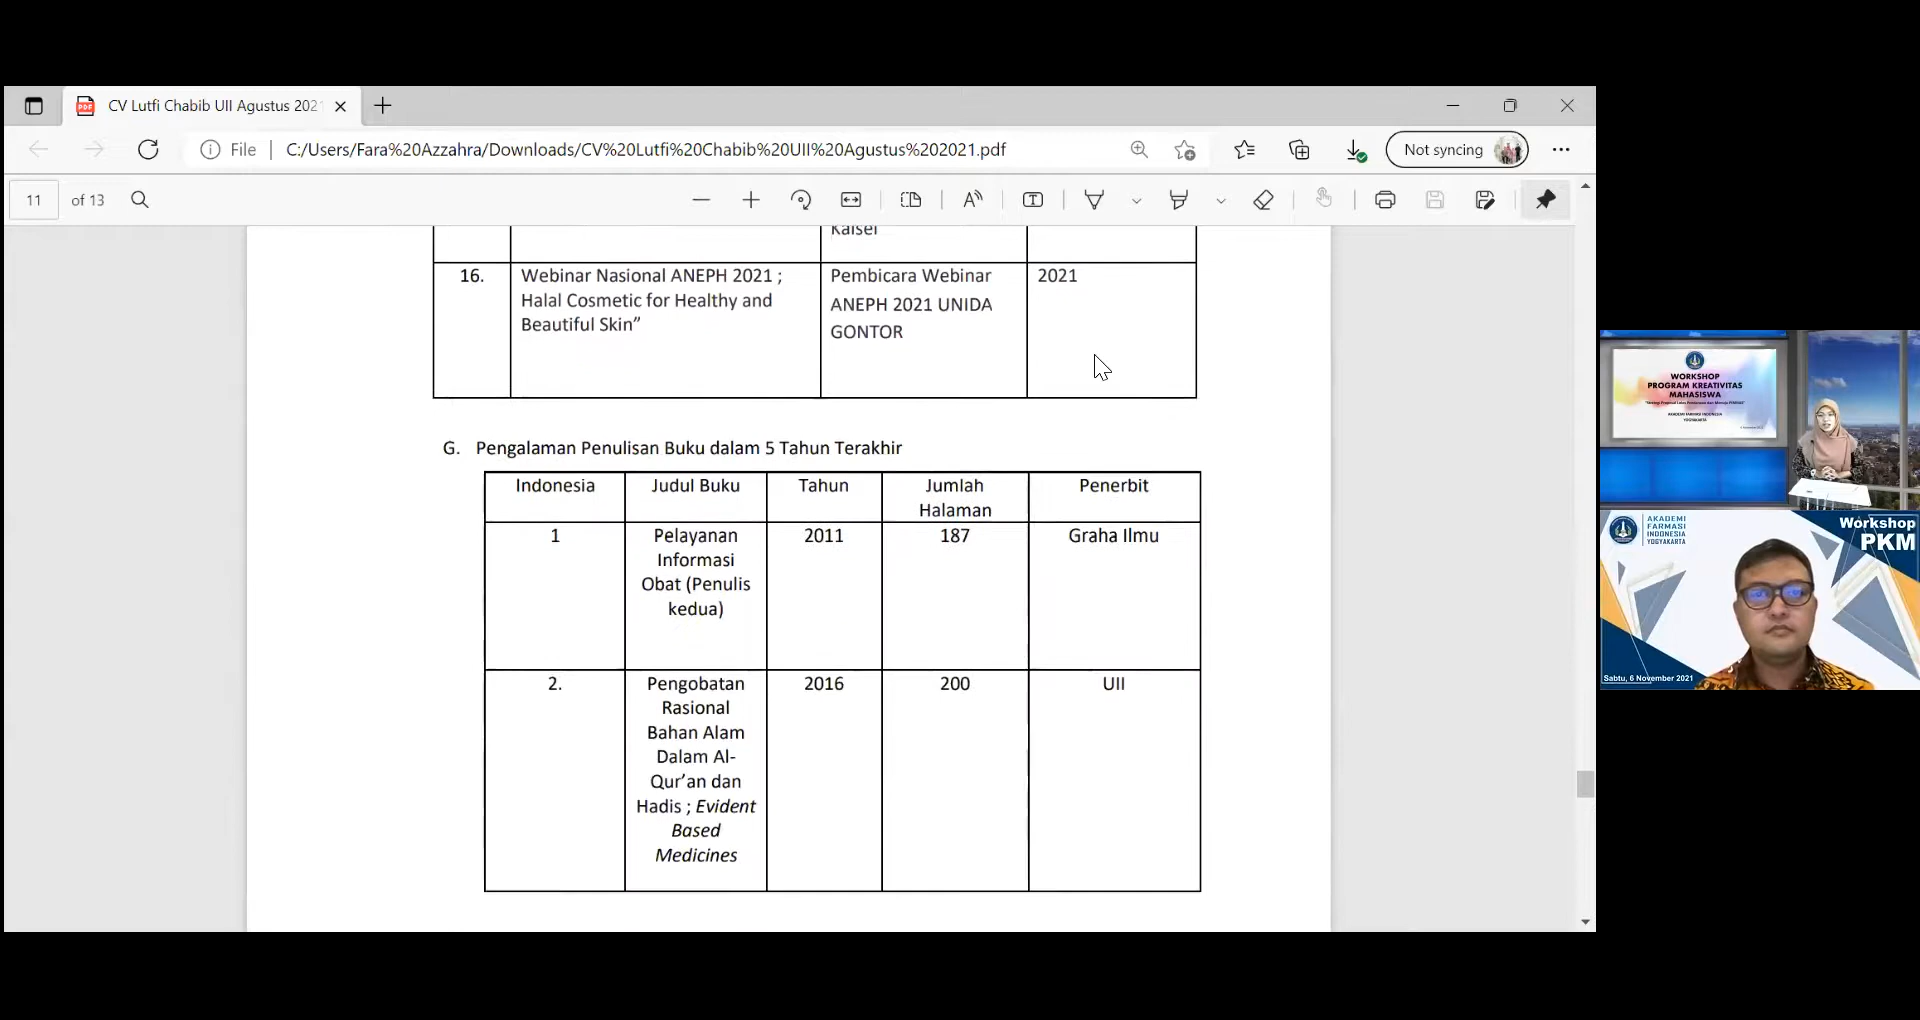 CV Lutfi Chabib UII Agustus 202
File
C:/Users/Fara%20Azzahra/Downloads/CV%20Lutfi%20Chabib%20UII%20Agustus%202021.pdf
Not syncing
11
of 13
Kalsel
16.
Webinar Nasional ANEPH 2021 ;
Halal Cosmetic for Healthy and
Beautiful Skin”
Pembicara Webinar
ANEPH 2021 UNIDA
GONTOR
2021
G. Pengalaman Penulisan Buku dalam 5 Tahun Terakhir
Indonesia
Judul Buku
Tahun
Jumlah
Halaman
Penerbit
1
Pelayanan
Informasi
Obat (Penulis
kedua)
2011
187
Graha Ilmu
2.
Pengobatan
Rasional
Bahan Alam
Dalam Al-
Qur’an dan
Hadis ; Evident
Based
Medicines
2016
200
UII
WORKSHOP
PROGRAM KREATIVITAS
MAHASISWA
AKADEMI FARMASI INDONESIA
YOGYAKARTA
AKADEMI
FARMASI
INDONESIA
YOGYAKARTA
Workshop
PKM
Sabtu, 6 November 2021